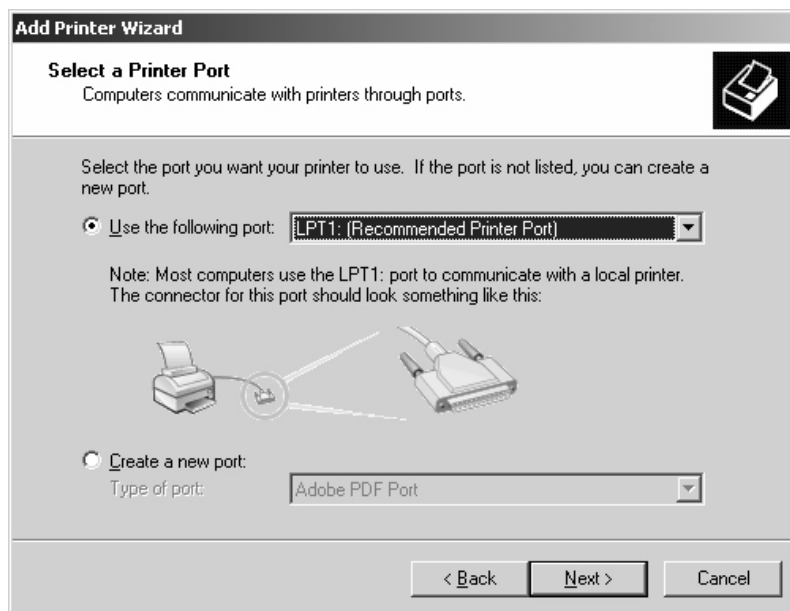 Add Printer Wizard
Select a Printer Port
Computers communicate with printers through ports.
Select the port you want your printer to use.  If the port is not listed, you can create a
new port.
Use the following port: LPT1: (Recommended Printer Port)
Note: Most computers use the LPT1: port to communicate with a local printer.
The connector for this port should look something like this:
Create a new port:
Type of port: Adobe PDF Port
< Back Next > Cancel